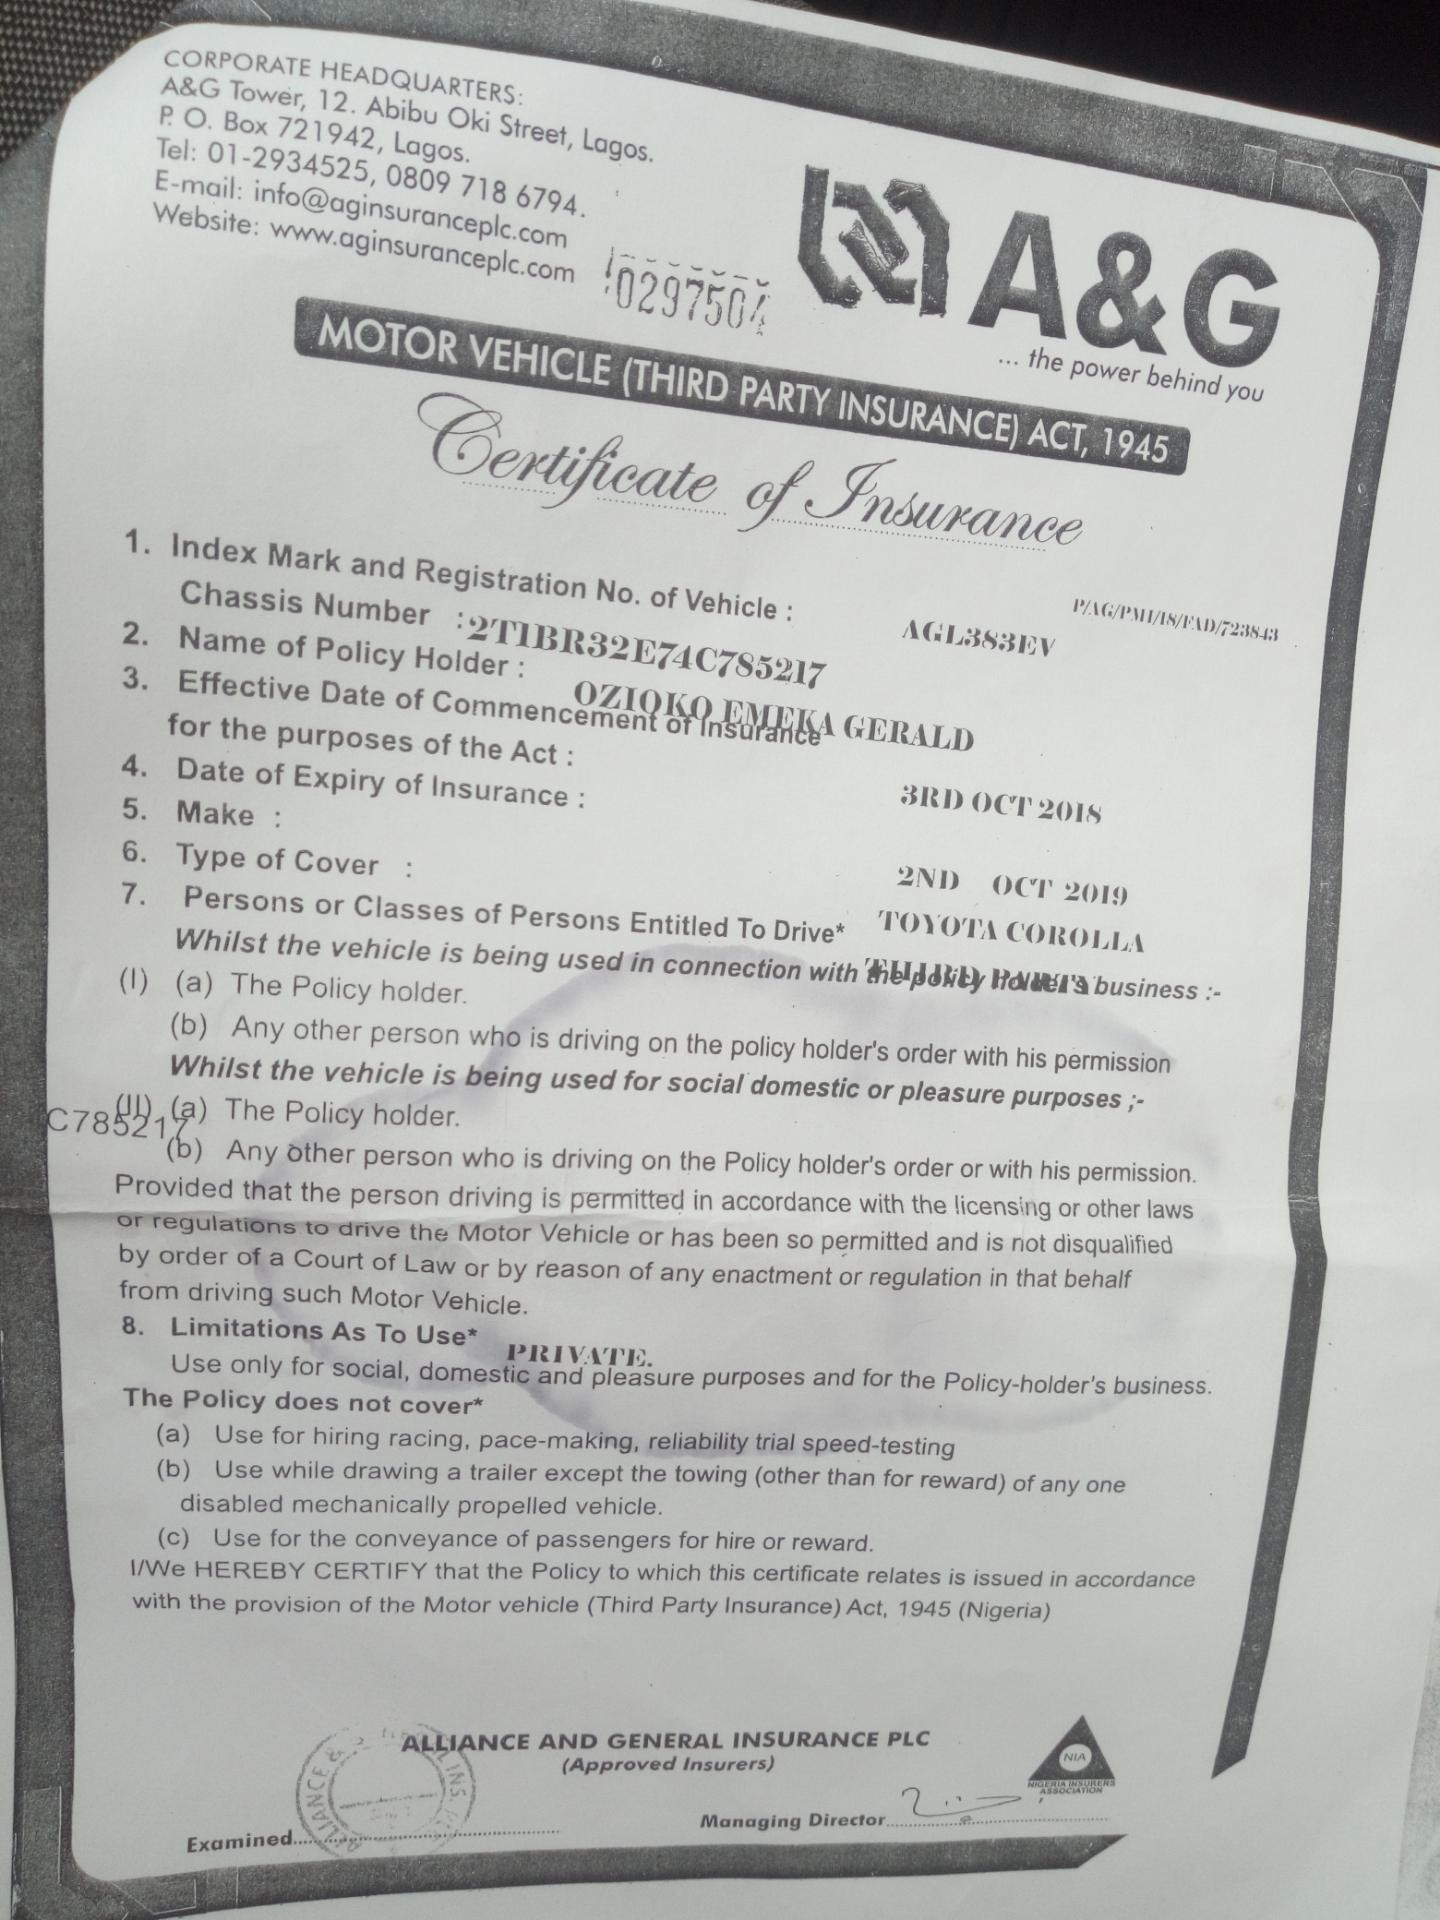 CORPORATE HEADQUARTERS:
A&G Tower, 12. Abibu Oki Street, Lagos.
P. O. Box 721942, Lagos.
Tel: 01-2934525, 0809 718 6794.
E-mail: info@aginsuranceplc.com
Website: www.aginsuranceplc.com
0297504
A&G
... the power behind you
MOTOR VEHICLE (THIRD PARTY INSURANCE) ACT, 1945
Certificate of Insurance
P/AG/PMI/18/FAD/723843
1. Index Mark and Registration No. of Vehicle : AGL383EV
Chassis Number : 2T1BR32E74C785217
2. Name of Policy Holder : OZIOKO EMEKA GERALD
3. Effective Date of Commencement of Insurance
for the purposes of the Act : 3RD OCT 2018
4. Date of Expiry of Insurance : 2ND OCT 2019
5. Make : TOYOTA COROLLA
6. Type of Cover : THIRD PARTY
7. Persons or Classes of Persons Entitled To Drive*
Whilst the vehicle is being used in connection with the policy holder's business :-
(I) (a) The Policy holder.
(b) Any other person who is driving on the policy holder's order with his permission
Whilst the vehicle is being used for social domestic or pleasure purposes ;-
(II) (a) The Policy holder.
C785217
(b) Any other person who is driving on the Policy holder's order or with his permission.
Provided that the person driving is permitted in accordance with the licensing or other laws
or regulations to drive the Motor Vehicle or has been so permitted and is not disqualified
by order of a Court of Law or by reason of any enactment or regulation in that behalf
from driving such Motor Vehicle.
8. Limitations As To Use* PRIVATE.
Use only for social, domestic and pleasure purposes and for the Policy-holder's business.
The Policy does not cover*
(a) Use for hiring racing, pace-making, reliability trial speed-testing
(b) Use while drawing a trailer except the towing (other than for reward) of any one
disabled mechanically propelled vehicle.
(c) Use for the conveyance of passengers for hire or reward.
I/We HEREBY CERTIFY that the Policy to which this certificate relates is issued in accordance
with the provision of the Motor vehicle (Third Party Insurance) Act, 1945 (Nigeria)
ALLIANCE AND GENERAL INSURANCE PLC
(Approved Insurers)
NIA
NIGERIA INSURERS
ASSOCIATION
Managing Director
Examined